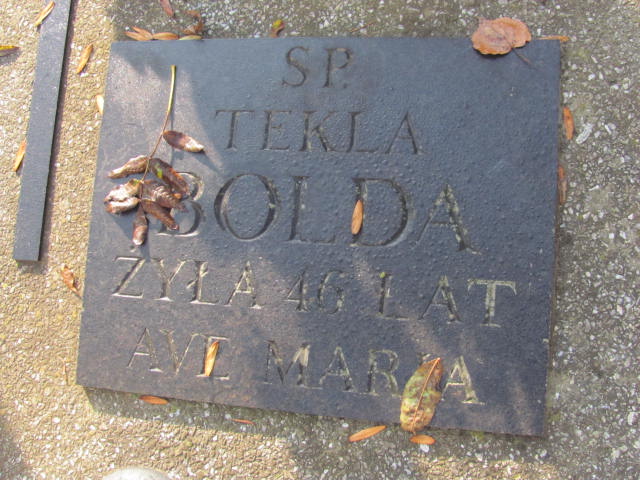 SP.
TEKLA
BOLDA
ŻYŁA 46 LAT
AVE MARIA